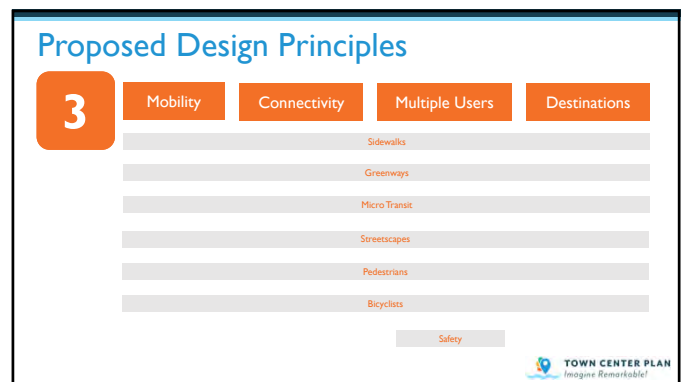 Proposed Design Principles
3
Mobility
Connectivity
Multiple Users
Destinations
Sidewalks
Greenways
Micro Transit
Streetscapes
Pedestrians
Bicyclists
Safety
TOWN CENTER PLAN
Imagine Remarkable!